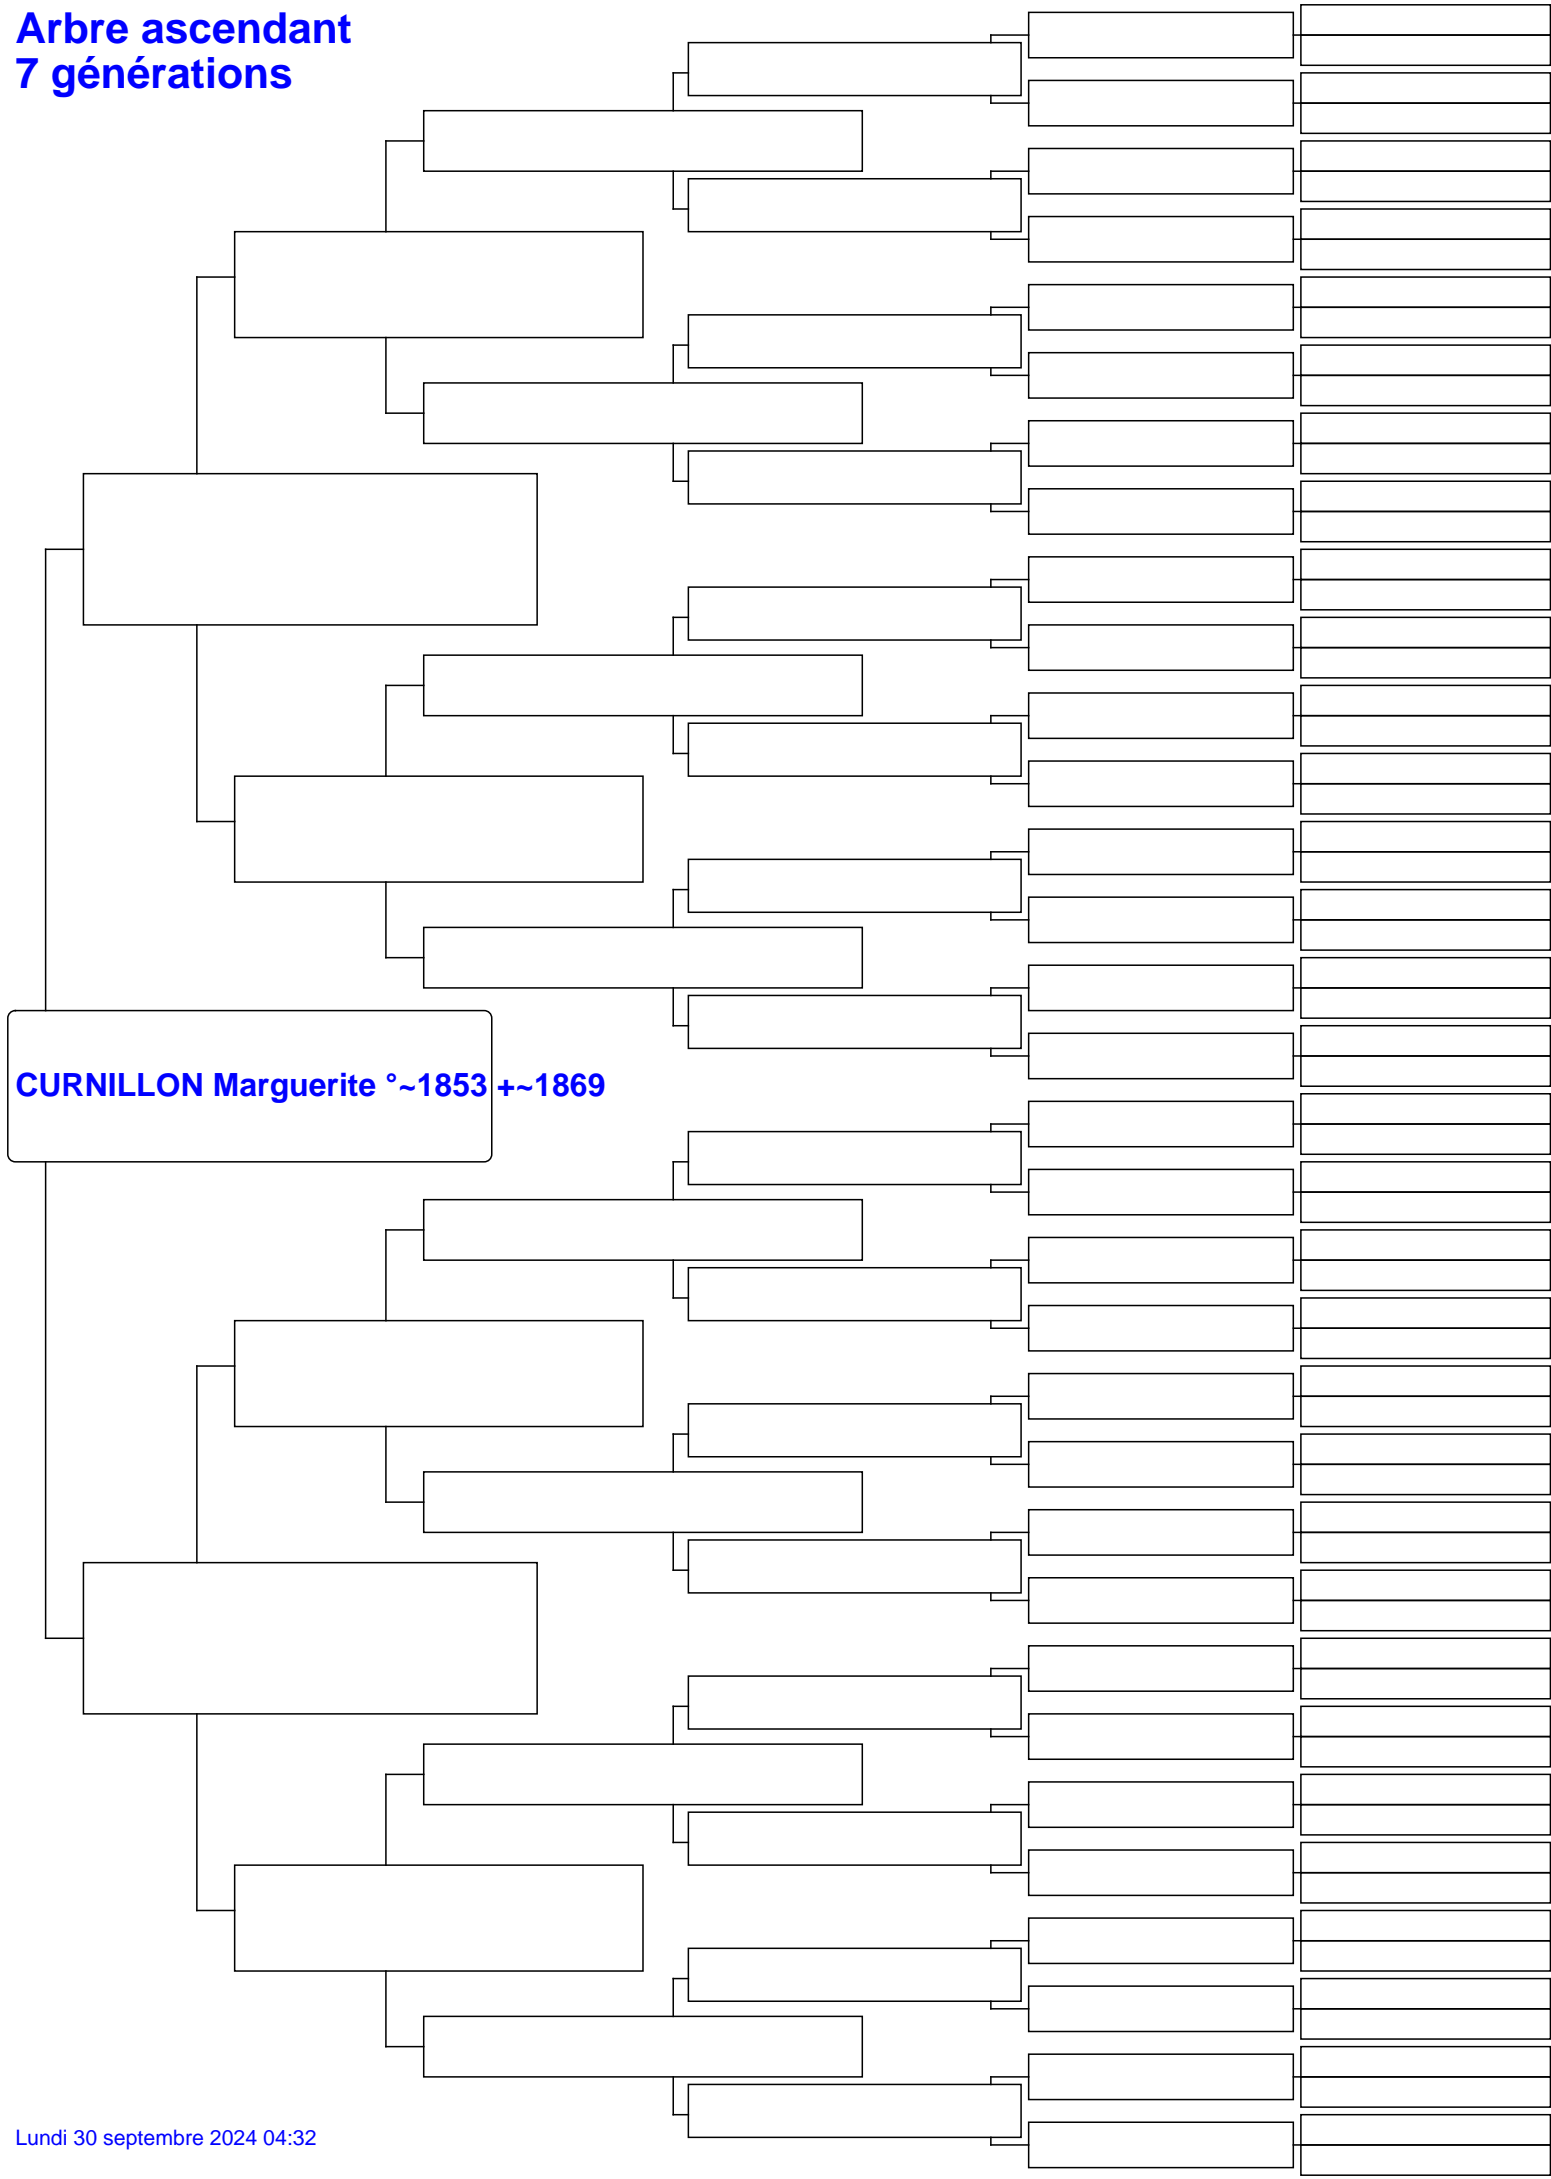 Arbre ascendant
7 générations
CURNILLON Marguerite °~1853 +~1869
Lundi 30 septembre 2024 04:32